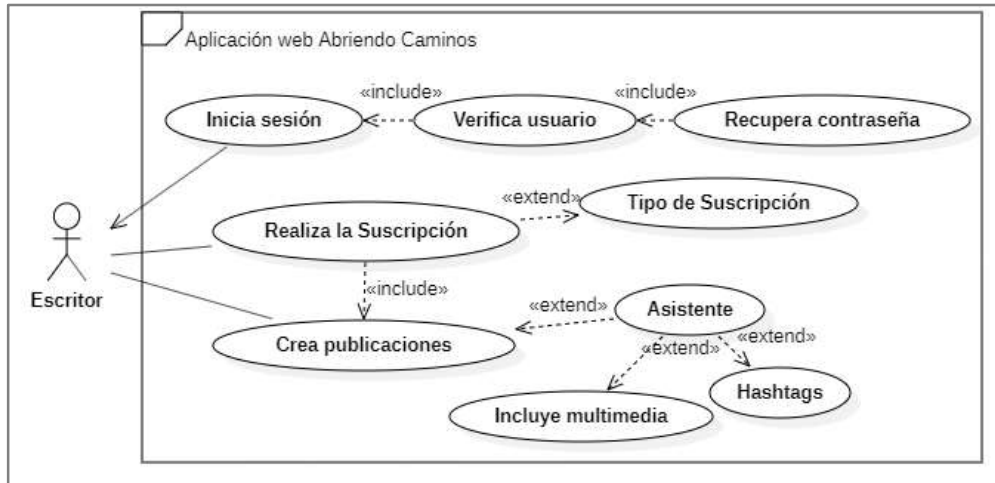 Aplicación web Abriendo Caminos
«include»
«include»
Inicia sesión
Verifica usuario
Recupera contraseña
«extend»
Tipo de Suscripción
Realiza la Suscripción
Escritor
«include»
«extend»
Asistente
«extend»
«extend»
Crea publicaciones
Hashtags
Incluye multimedia